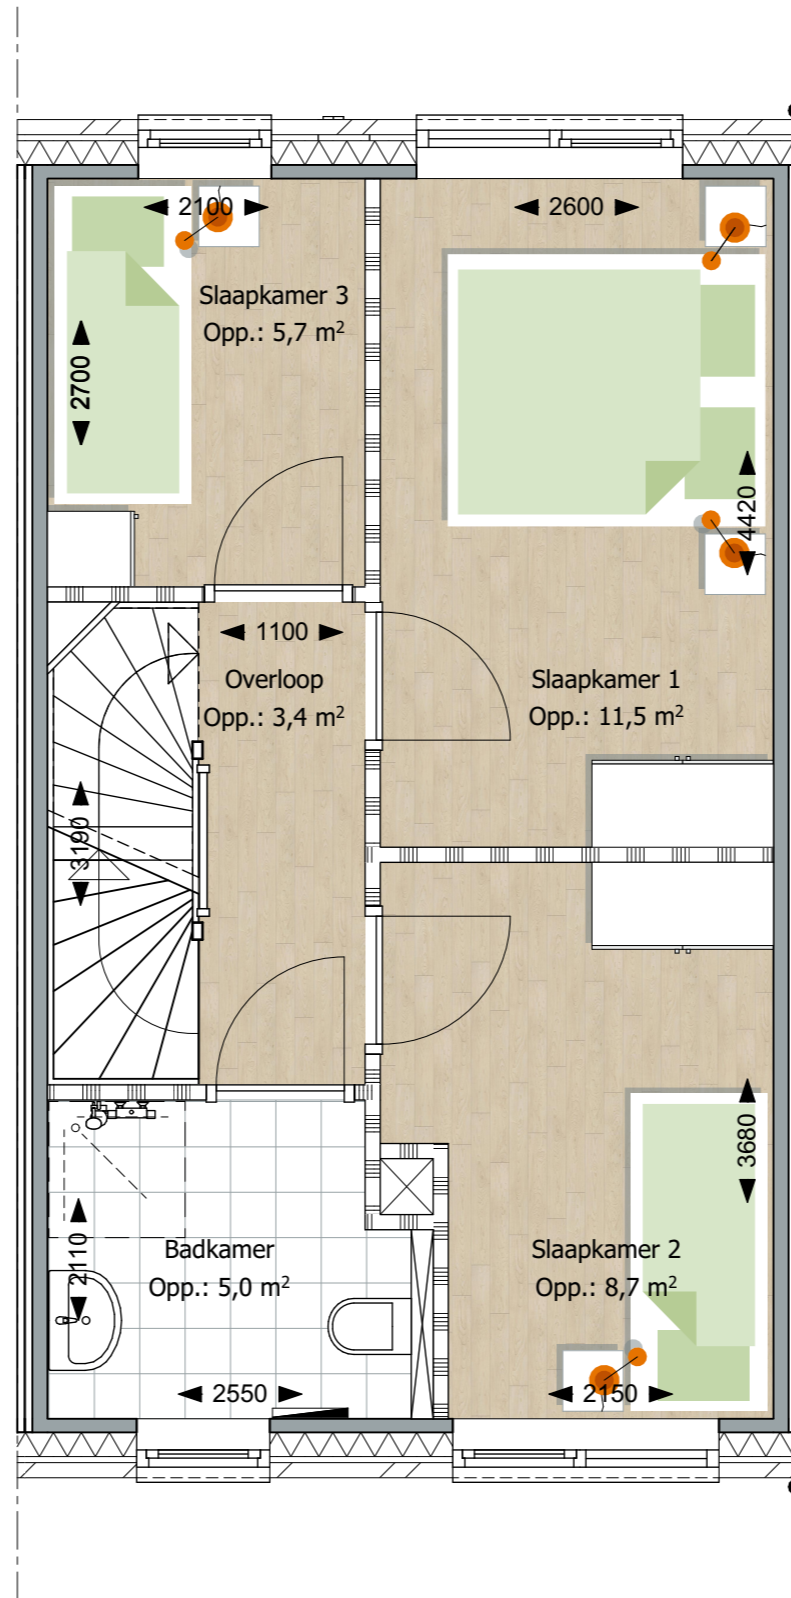 2100
2600
Slaapkamer 3
Opp.: 5,7 m²
2700
4420
1100
Overloop
Opp.: 3,4 m²
Slaapkamer 1
Opp.: 11,5 m²
3190
3680
2110
Badkamer
Opp.: 5,0 m²
Slaapkamer 2
Opp.: 8,7 m²
2550
2150